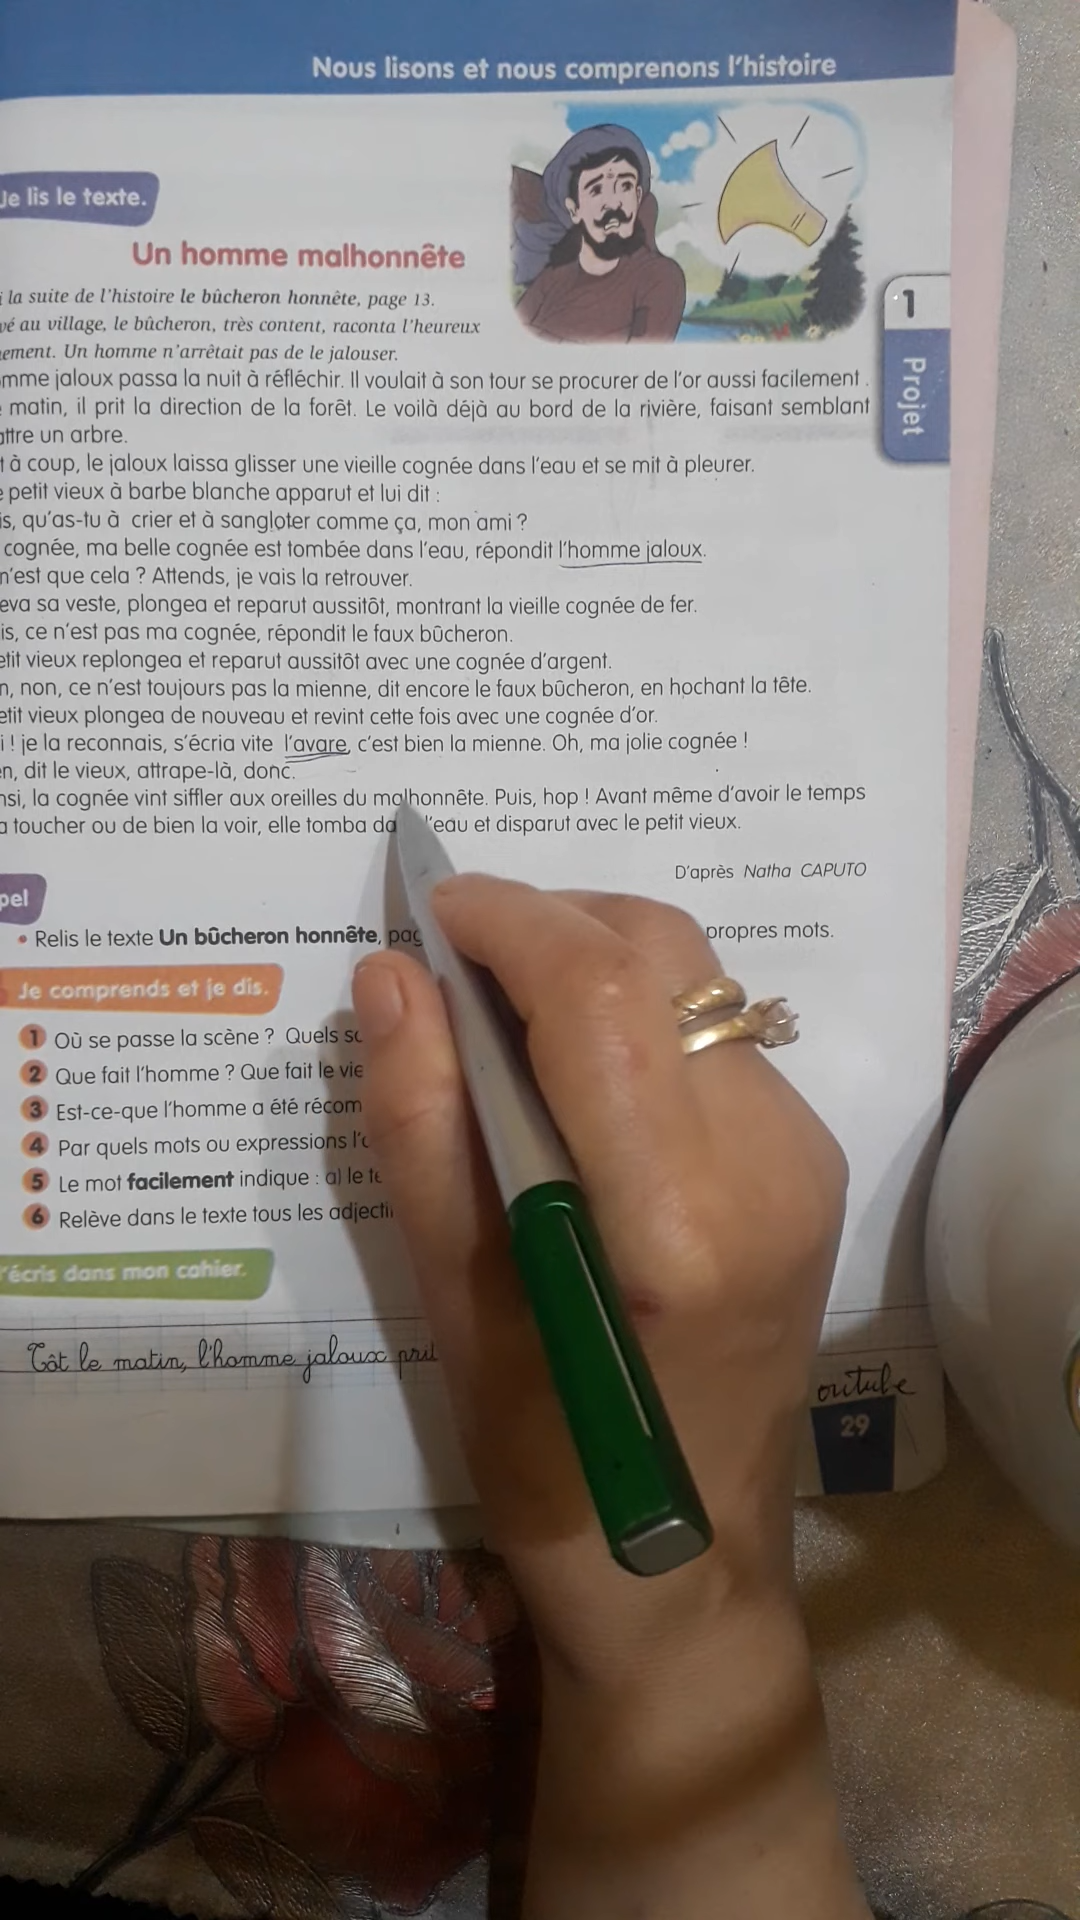 Nous lisons et nous comprenons l'histoire
Je lis le texte.
Un homme malhonnête
la suite de l'histoire le bûcheron honnête, page 13.
vé au village, le bûcheron, très content, raconta l'heureux
ement. Un homme n'arrêtait pas de le jalouser.
mme jaloux passa la nuit à réfléchir. Il voulait à son tour se procurer de l'or aussi facilement .
matin, il prit la direction de la forêt. Le voilà déjà au bord de la rivière, faisant semblant
ttre un arbre.
t à coup, le jaloux laissa glisser une vieille cognée dans l'eau et se mit à pleurer.
e petit vieux à barbe blanche apparut et lui dit :
is, qu'as-tu à crier et à sangloter comme ça, mon ami ?
cognée, ma belle cognée est tombée dans l'eau, répondit l'homme jaloux.
n'est que cela ? Attends, je vais la retrouver.
eva sa veste, plongea et reparut aussitôt, montrant la vieille cognée de fer.
is, ce n'est pas ma cognée, répondit le faux bûcheron.
etit vieux replongea et reparut aussitôt avec une cognée d'argent.
n, non, ce n'est toujours pas la mienne, dit encore le faux bûcheron, en hochant la tête.
etit vieux plongea de nouveau et revint cette fois avec une cognée d'or.
i ! je la reconnais, s'écria vite l'avare, c'est bien la mienne. Oh, ma jolie cognée !
en, dit le vieux, attrape-là, donc.
nsi, la cognée vint siffler aux oreilles du malhonnête. Puis, hop ! Avant même d'avoir le temps
a toucher ou de bien la voir, elle tomba da l'eau et disparut avec le petit vieux.
D'après Natha CAPUTO
pel
• Relis le texte Un bûcheron honnête, pag propres mots.
Je comprends et je dis.
1 Où se passe la scène ? Quels so
2 Que fait l'homme ? Que fait le vie
3 Est-ce-que l'homme a été récom
4 Par quels mots ou expressions l'a
5 Le mot facilement indique : a) le te
6 Relève dans le texte tous les adjecti
'écris dans mon cahier.
Tôt le matin, l'homme jaloux prit
outube
29
1
Projet